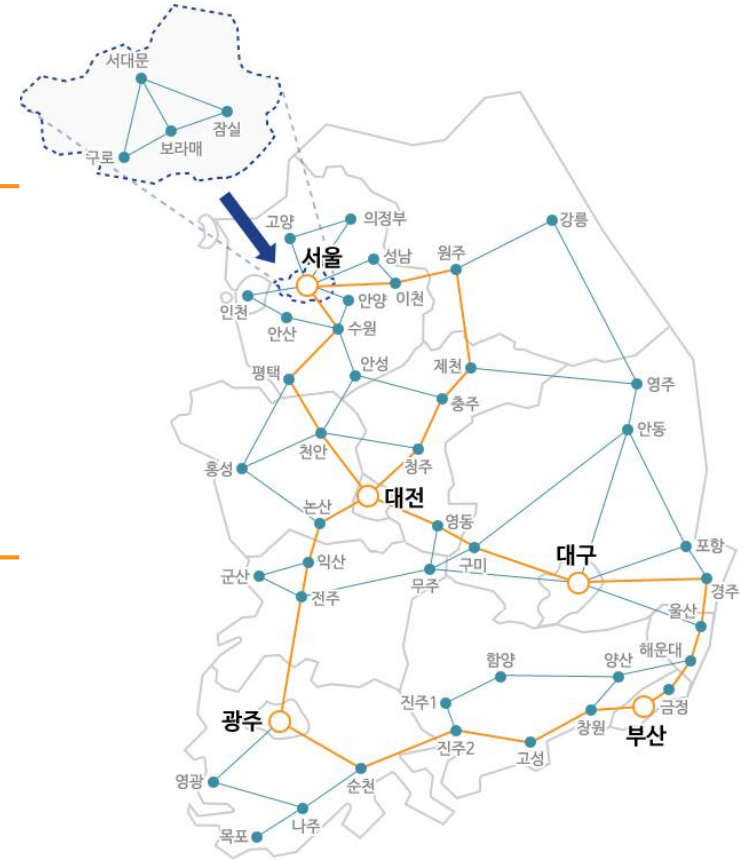 서대문
잠실
보라매
구로
고양
의정부
강릉
서울
성남
원주
인천
안양
이천
안산
수원
평택
안성
제천
영주
충주
안동
천안
청주
홍성
대전
논산
영동
포항
익산
구미
대구
군산
무주
경주
전주
울산
해운대
함양
양산
진주1
금정
광주
진주2
창원
부산
고성
영광
순천
나주
목포